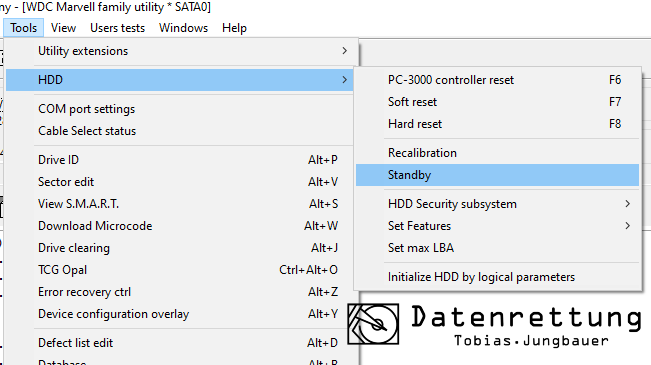 ny - [WDC Marvell family utility * SATA0]
Tools View Users tests Windows Help
Utility extensions
HDD
COM port settings
Cable Select status
Drive ID Alt+P
Sector edit Alt+V
View S.M.A.R.T. Alt+S
Download Microcode Alt+W
Drive clearing Alt+J
TCG Opal Ctrl+Alt+O
Error recovery ctrl Alt+Z
Device configuration overlay Alt+Y
Defect list edit Alt+D
Database Alt+B
PC-3000 controller reset F6
Soft reset F7
Hard reset F8
Recalibration
Standby
HDD Security subsystem
Set Features
Set max LBA
Initialize HDD by logical parameters
Datenrettung
Tobias.Jungbauer